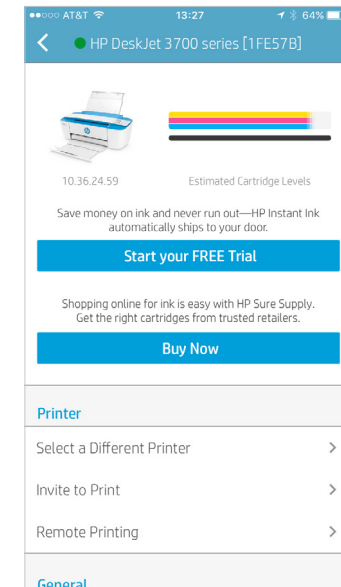 AT&T 13:27 64%
HP DeskJet 3700 series [1FE57B]
10.36.24.59 Estimated Cartridge Levels
Save money on ink and never run out—HP Instant Ink
automatically ships to your door.
Start your FREE Trial
Shopping online for ink is easy with HP Sure Supply.
Get the right cartridges from trusted retailers.
Buy Now
Printer
Select a Different Printer
Invite to Print
Remote Printing
General